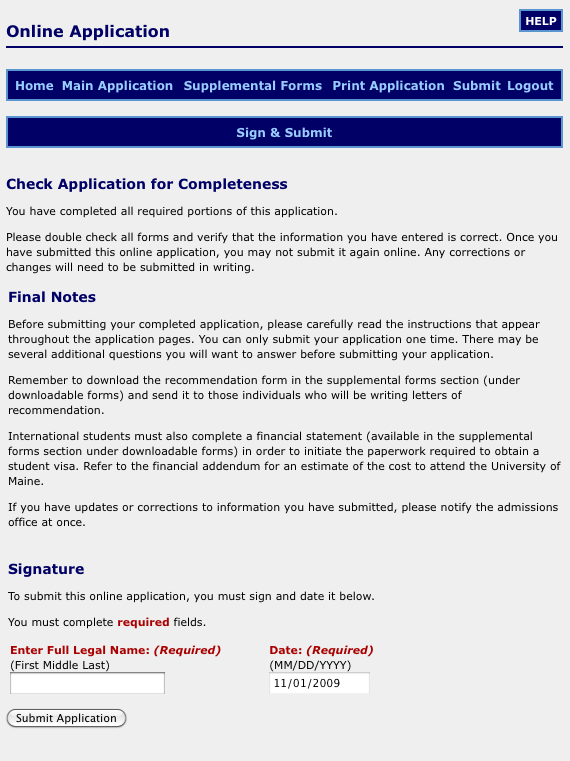 HELP
Online Application
Home Main Application Supplemental Forms Print Application Submit Logout
Sign & Submit
Check Application for Completeness
You have completed all required portions of this application.
Please double check all forms and verify that the information you have entered is correct. Once you
have submitted this online application, you may not submit it again online. Any corrections or
changes will need to be submitted in writing.
Final Notes
Before submitting your completed application, please carefully read the instructions that appear
throughout the application pages. You can only submit your application one time. There may be
several additional questions you will want to answer before submitting your application.
Remember to download the recommendation form in the supplemental forms section (under
downloadable forms) and send it to those individuals who will be writing letters of
recommendation.
International students must also complete a financial statement (available in the supplemental
forms section under downloadable forms) in order to initiate the paperwork required to obtain a
student visa. Refer to the financial addendum for an estimate of the cost to attend the University of
Maine.
If you have updates or corrections to information you have submitted, please notify the admissions
office at once.
Signature
To submit this online application, you must sign and date it below.
You must complete required fields.
Enter Full Legal Name: (Required) Date: (Required)
(First Middle Last) (MM/DD/YYYY)
11/01/2009
Submit Application